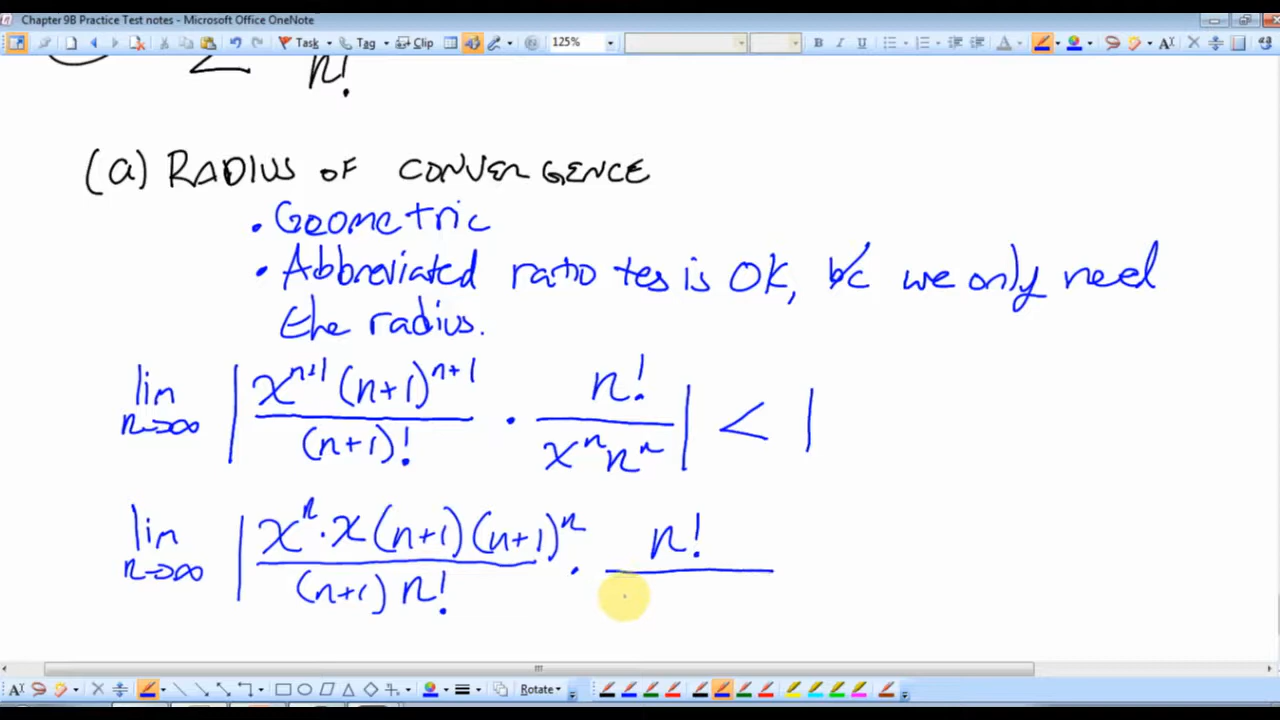 Chapter 9B Practice Test notes - Microsoft Office OneNote
Task Tag Clip 125% B I U A
n!
(a) RADIUS OF CONVERGENCE
• Geometric
• Abbreviated ratio tes is OK, b/c we only need
the radius.
lim n→∞ | x^{n+1} (n+1)^{n+1} / (n+1)! · n! / x^n n^n | < 1
lim n→∞ | x^n · x (n+1) (n+1)^n / (n+1) n! · n! /
Rotate